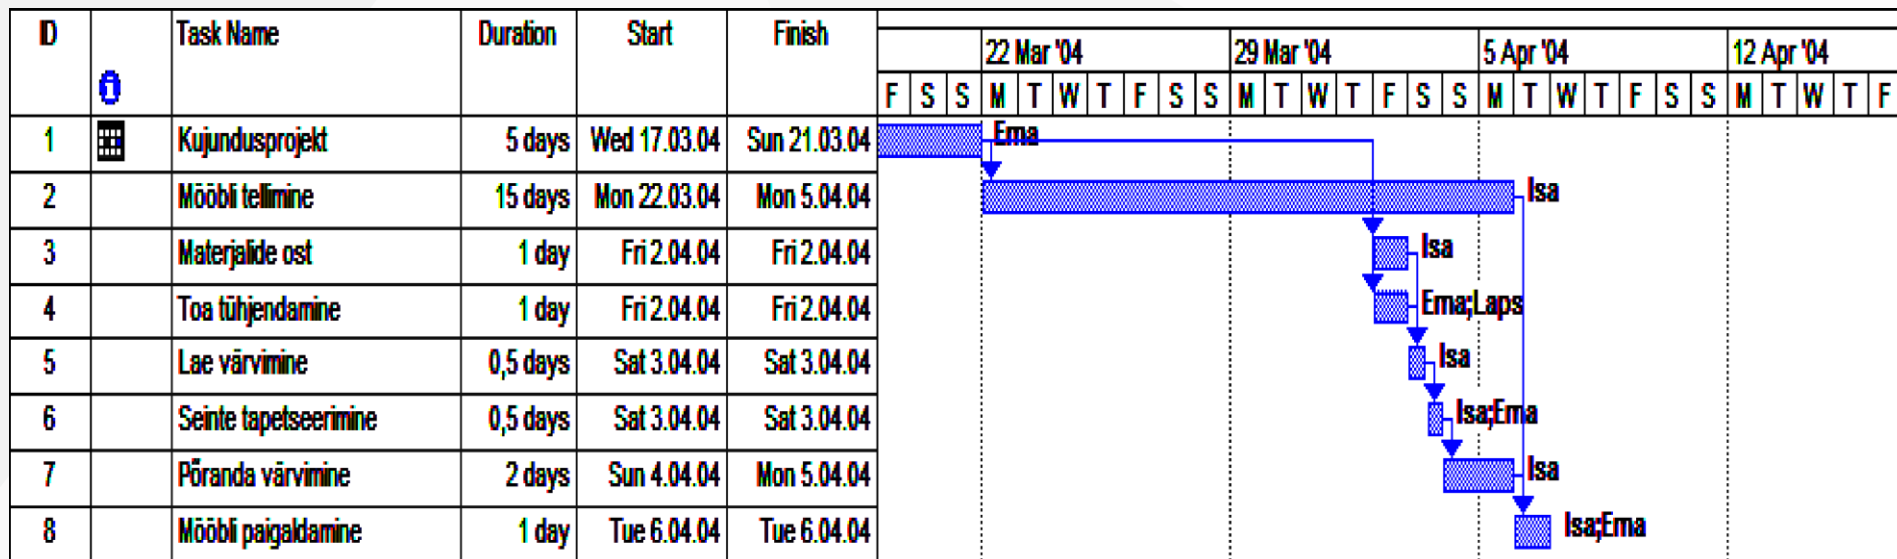 ID Task Name Duration Start Finish
22 Mar '04 29 Mar '04 5 Apr '04 12 Apr '04
F S S M T W T F S S M T W T F S S M T W T F S S M T W T F
1 Kujundusprojekt 5 days Wed 17.03.04 Sun 21.03.04 Ema
2 Mööbli tellimine 15 days Mon 22.03.04 Mon 5.04.04 Isa
3 Materjalide ost 1 day Fri 2.04.04 Fri 2.04.04 Isa
4 Toa tühjendamine 1 day Fri 2.04.04 Fri 2.04.04 Ema;Laps
5 Lae värvimine 0,5 days Sat 3.04.04 Sat 3.04.04 Isa
6 Seinte tapetseerimine 0,5 days Sat 3.04.04 Sat 3.04.04 Isa;Ema
7 Põranda värvimine 2 days Sun 4.04.04 Mon 5.04.04 Isa
8 Mööbli paigaldamine 1 day Tue 6.04.04 Tue 6.04.04 Isa;Ema